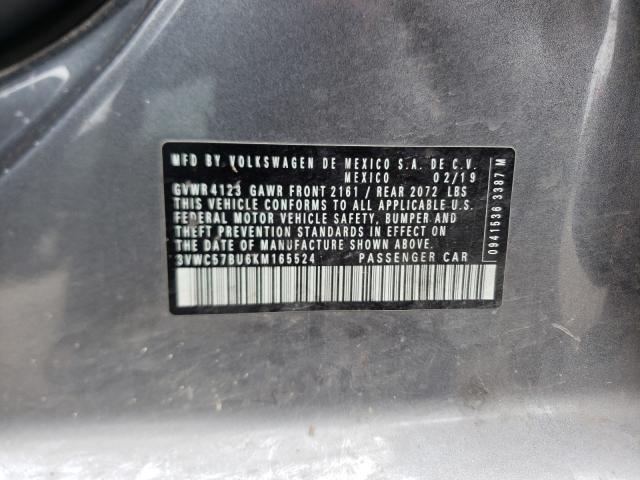 MFD BY VOLKSWAGEN DE MEXICO S.A. DE C.V.
MEXICO 02/19
GVWR 4123 GAWR FRONT 2161 / REAR 2072 LBS
THIS VEHICLE CONFORMS TO ALL APPLICABLE U.S.
FEDERAL MOTOR VEHICLE SAFETY, BUMPER AND
THEFT PREVENTION STANDARDS IN EFFECT ON THE
DATE OF MANUFACTURE SHOWN ABOVE.
3VWC57BU6KM165524 PASSENGER CAR
0941536 3387 M